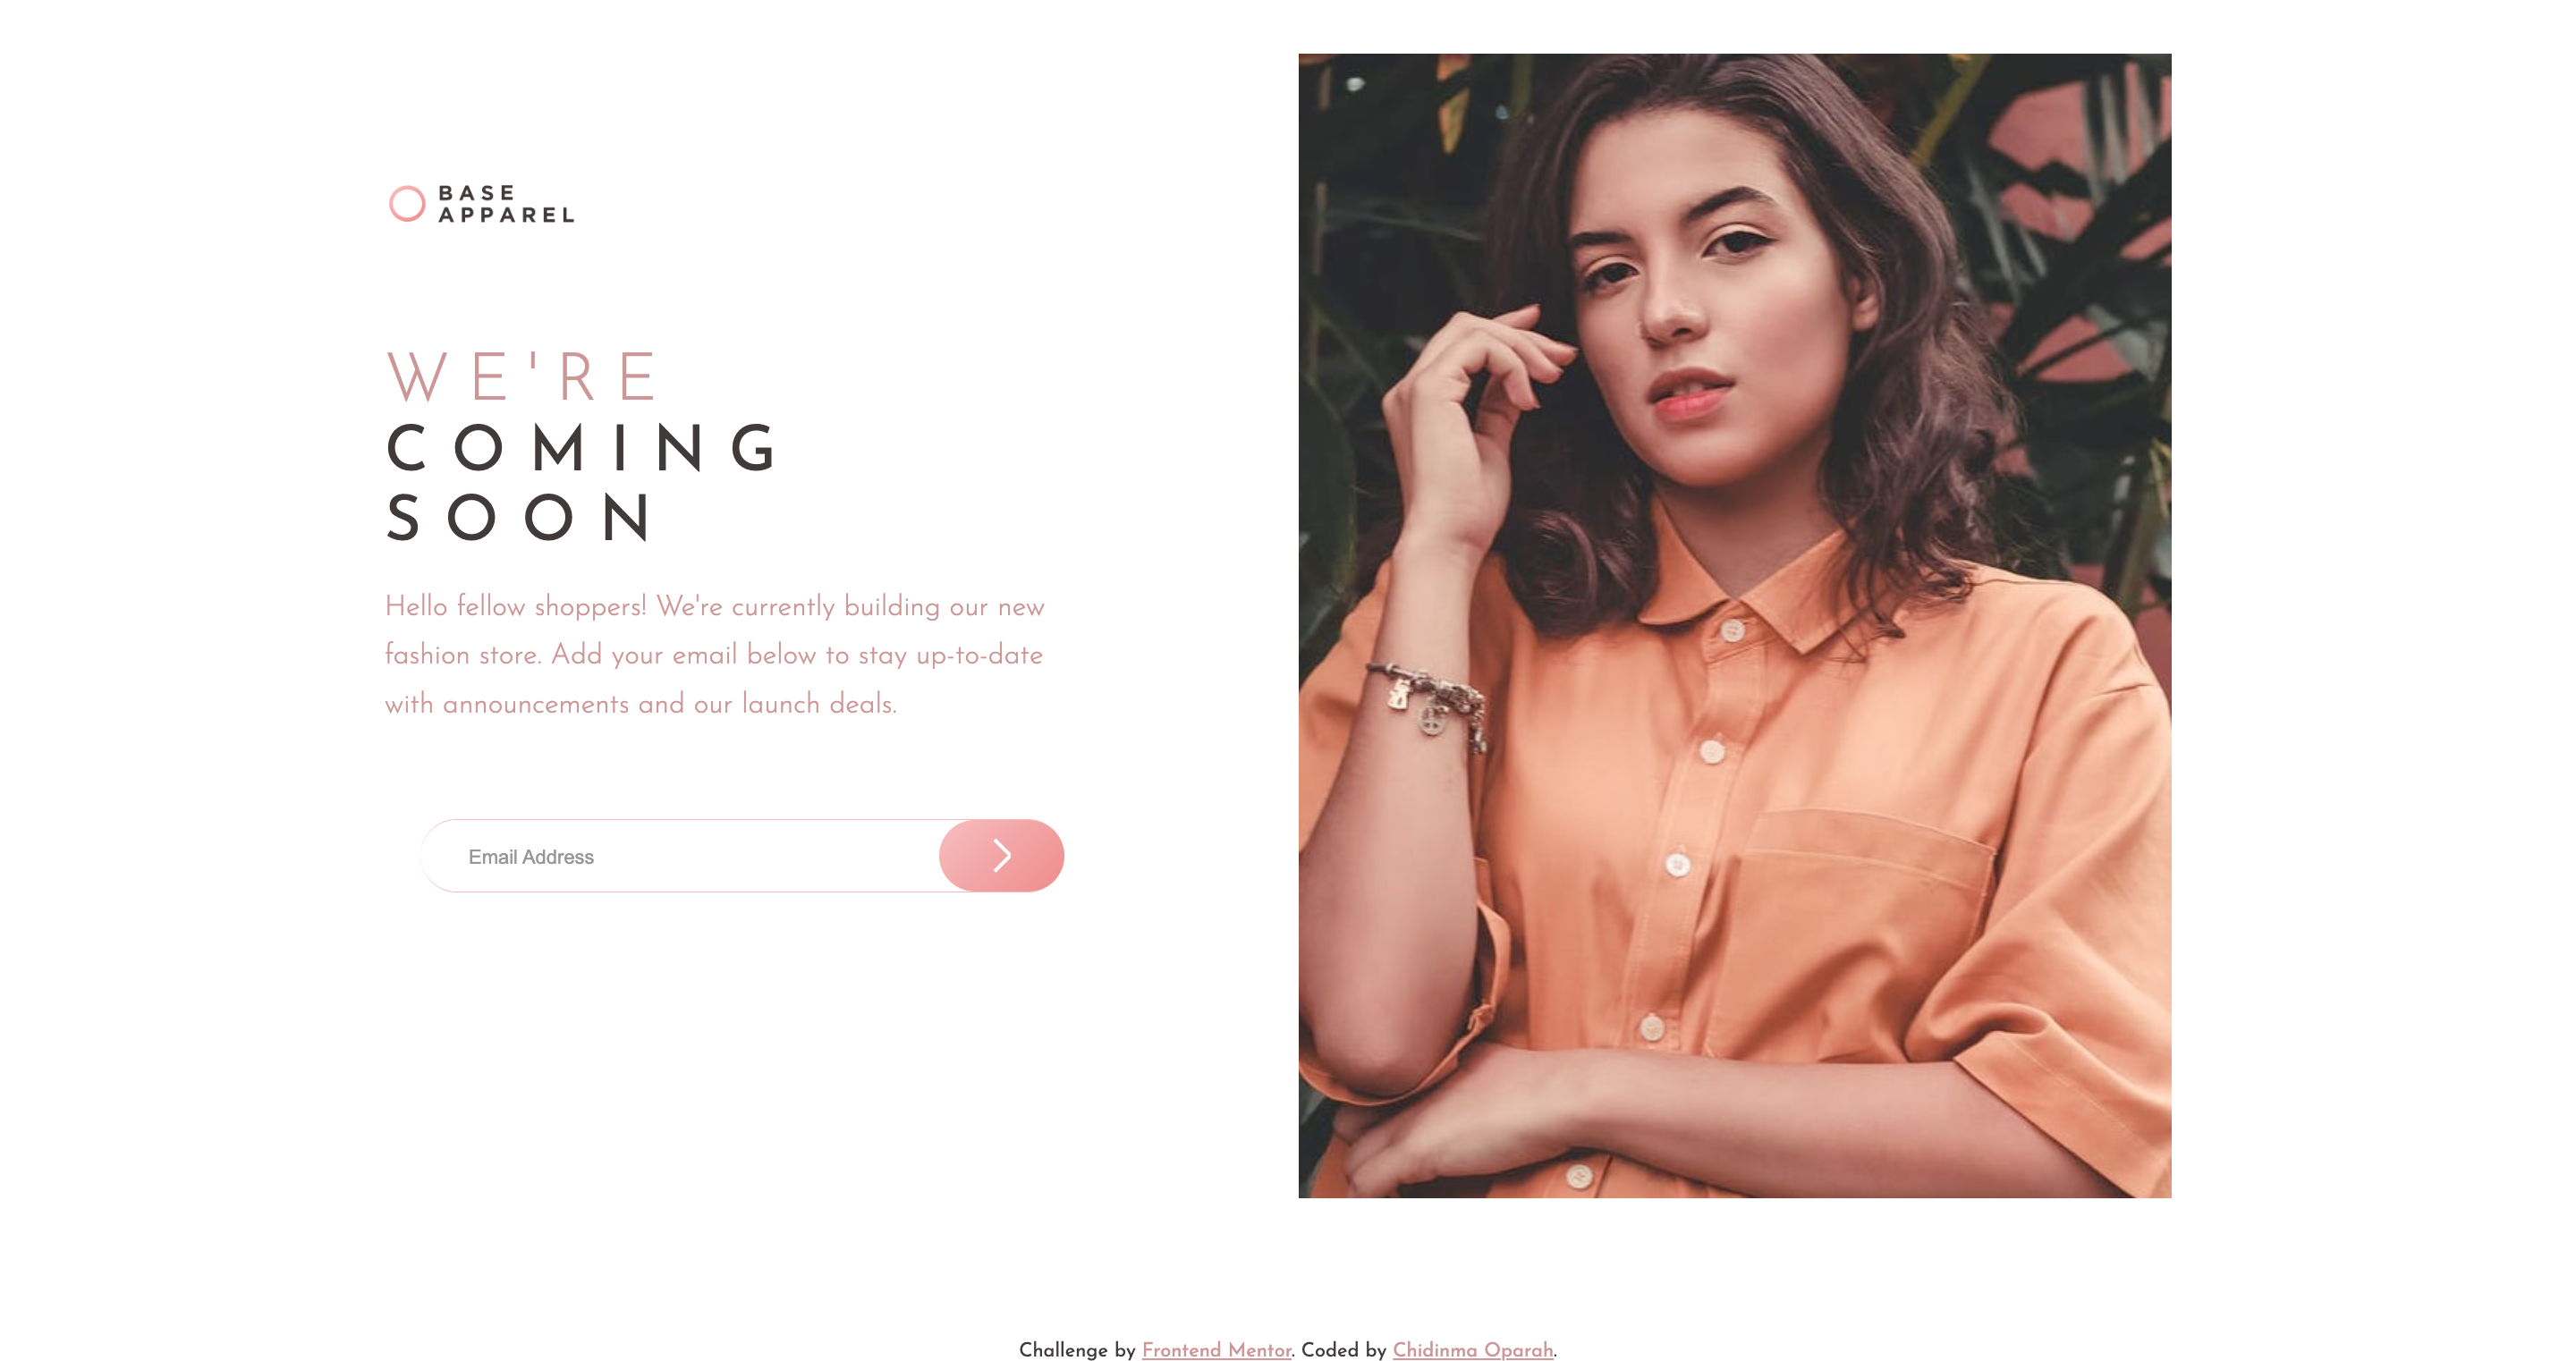 BASE
APPAREL
WE'RE
COMING
SOON
Hello fellow shoppers! We're currently building our new
fashion store. Add your email below to stay up-to-date
with announcements and our launch deals.
Email Address
Challenge by Frontend Mentor. Coded by Chidinma Oparah.